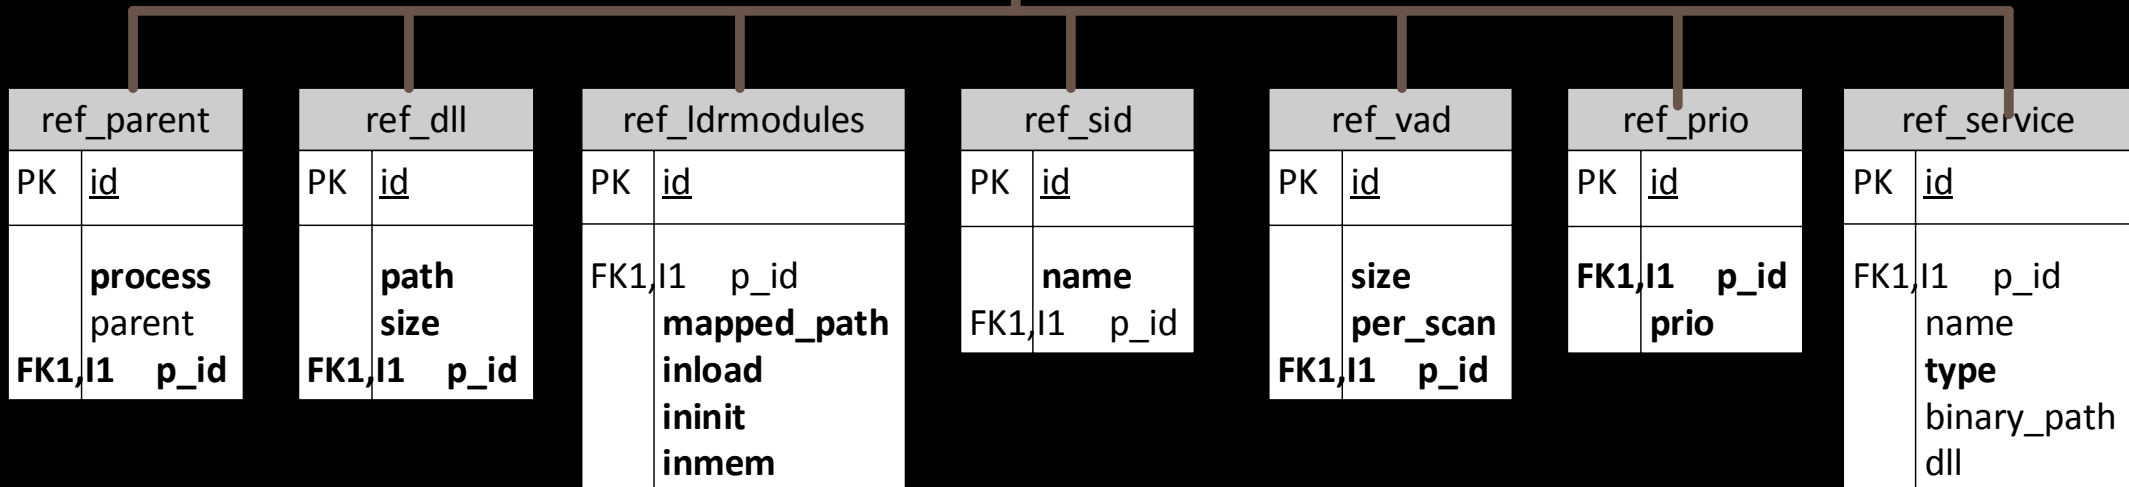 ref_parent
PK id
process
parent
FK1,I1 p_id
ref_dll
PK id
path
size
FK1,I1 p_id
ref_ldrmodules
PK id
FK1,I1 p_id
mapped_path
inload
ininit
inmem
ref_sid
PK id
name
FK1,I1 p_id
ref_vad
PK id
size
per_scan
FK1,I1 p_id
ref_prio
PK id
FK1,I1 p_id
prio
ref_service
PK id
FK1,I1 p_id
name
type
binary_path
dll